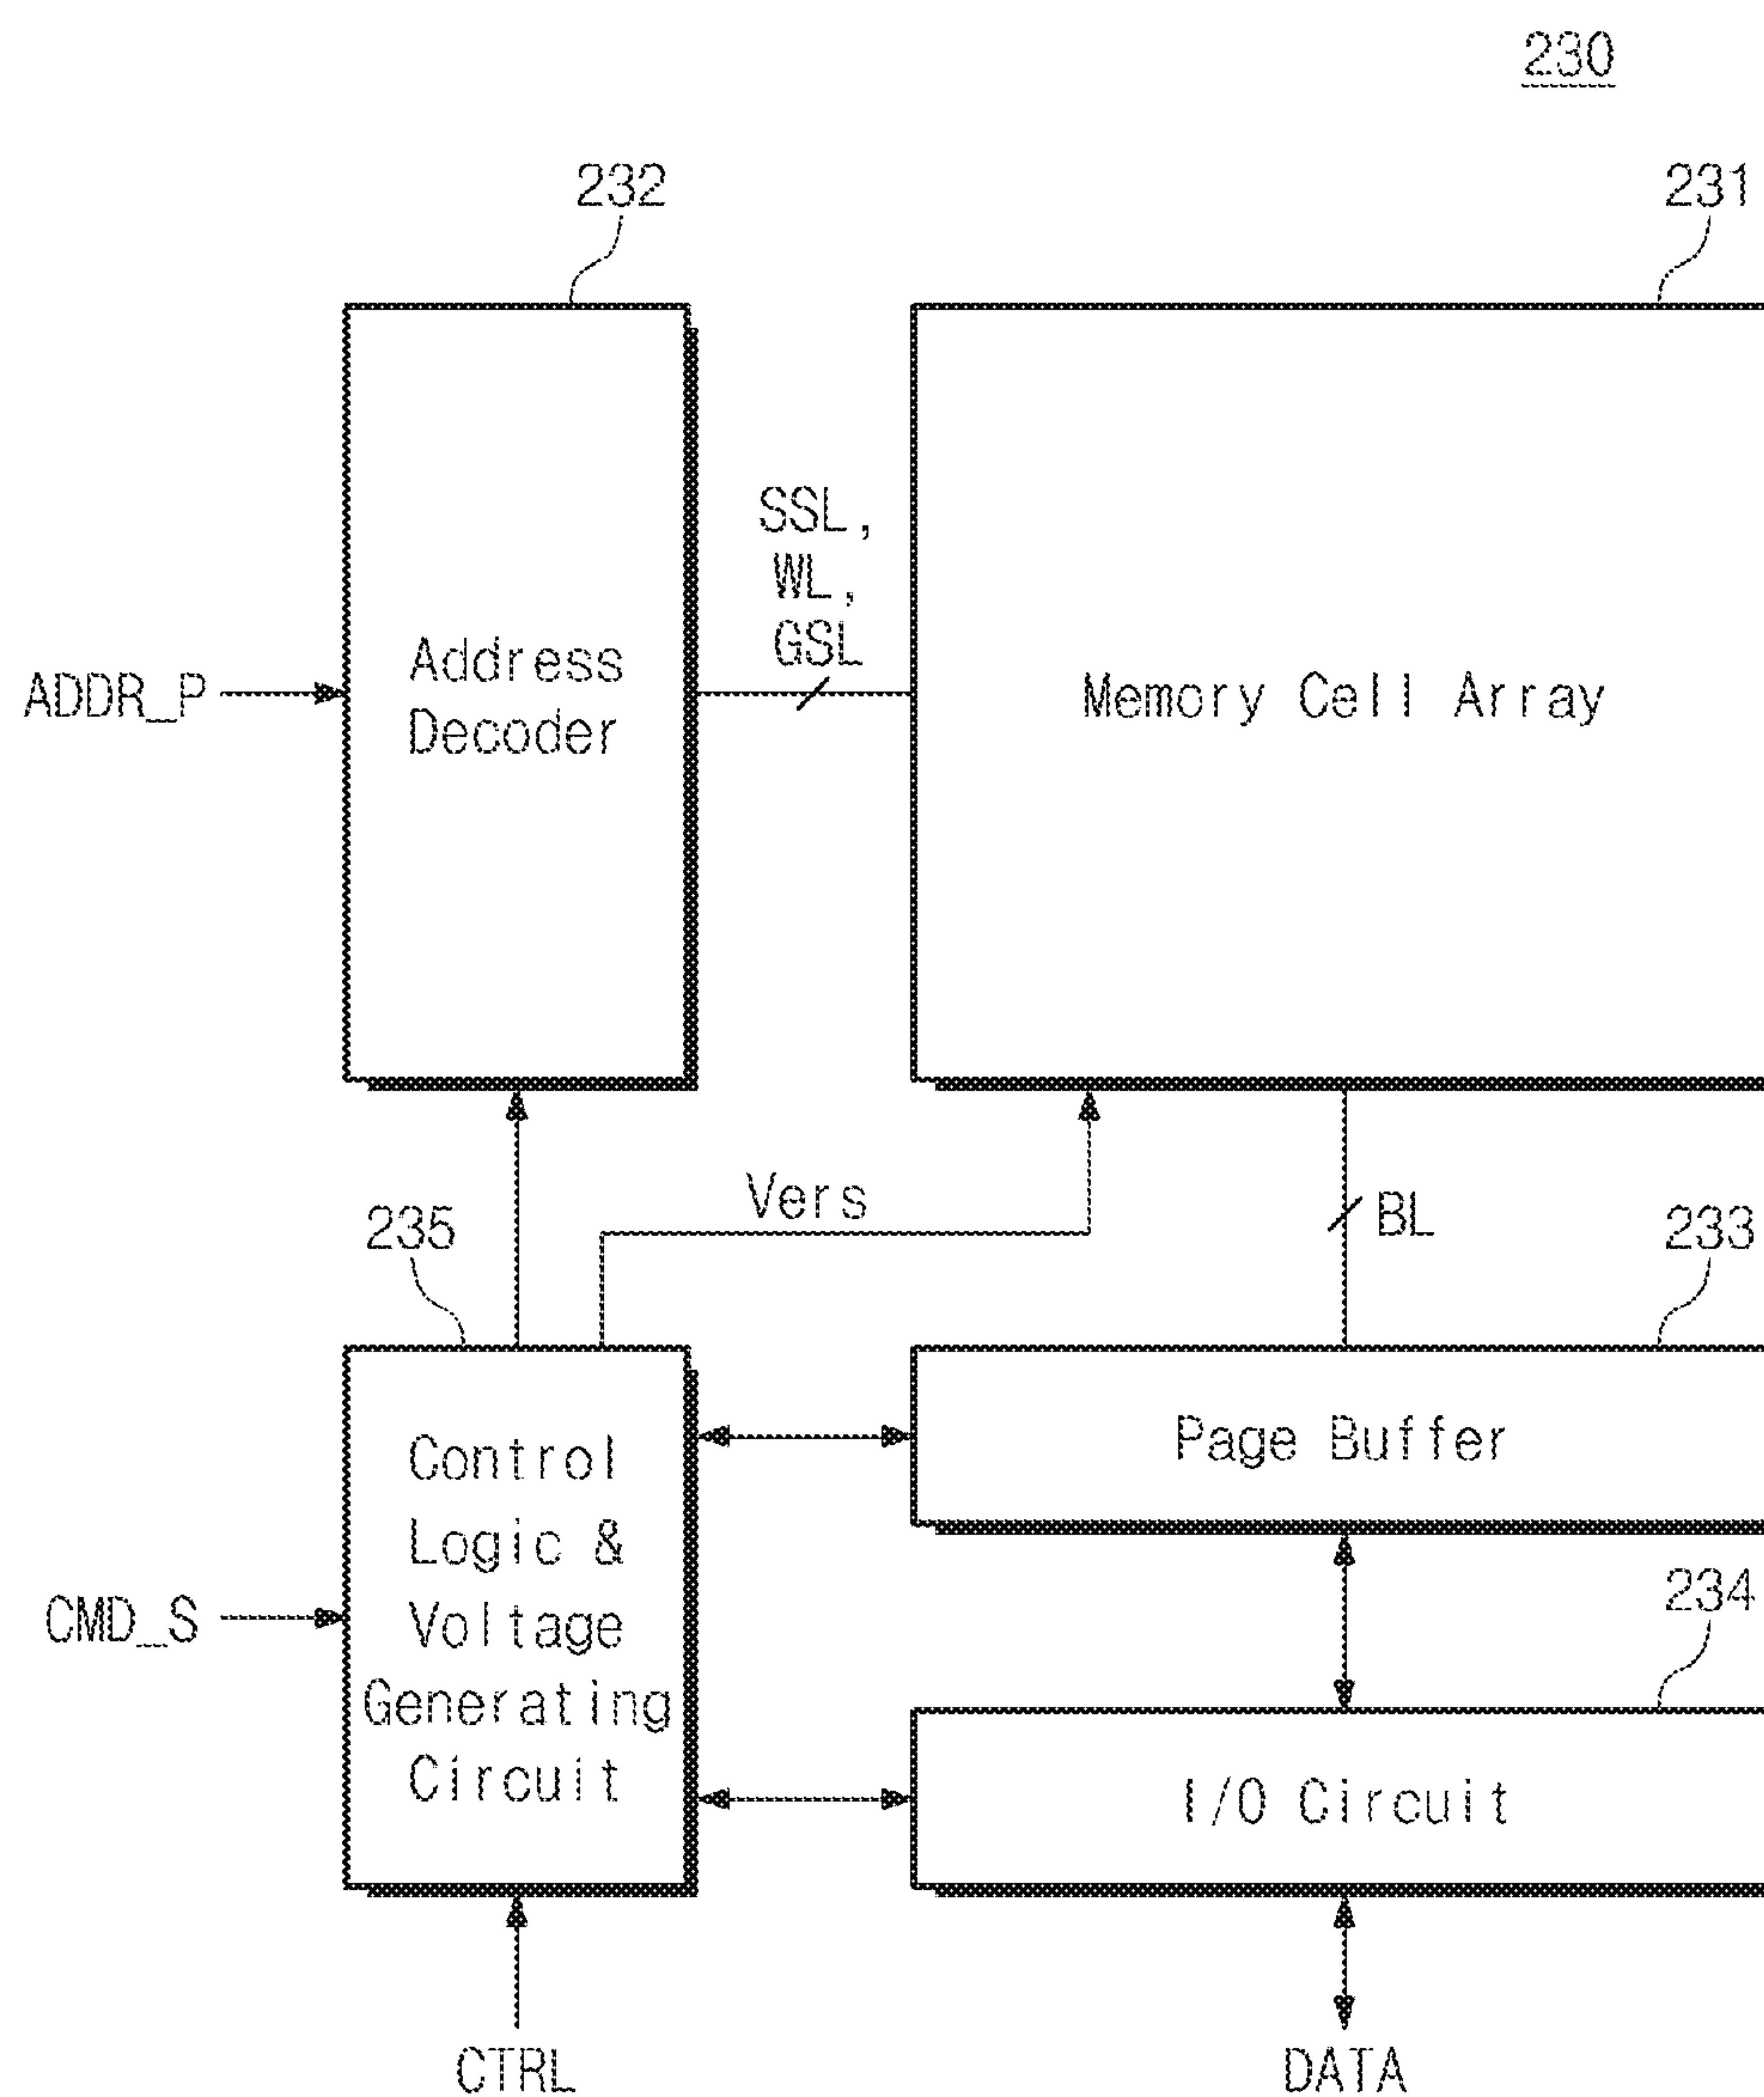 230
232
231
SSL,
WL,
GSL
Address
Decoder
ADDR_P
Memory Cell Array
Vers
BL
235
233
Control
Logic &
Voltage
Generating
Circuit
Page Buffer
234
CMD_S
I/O Circuit
CTRL
DATA